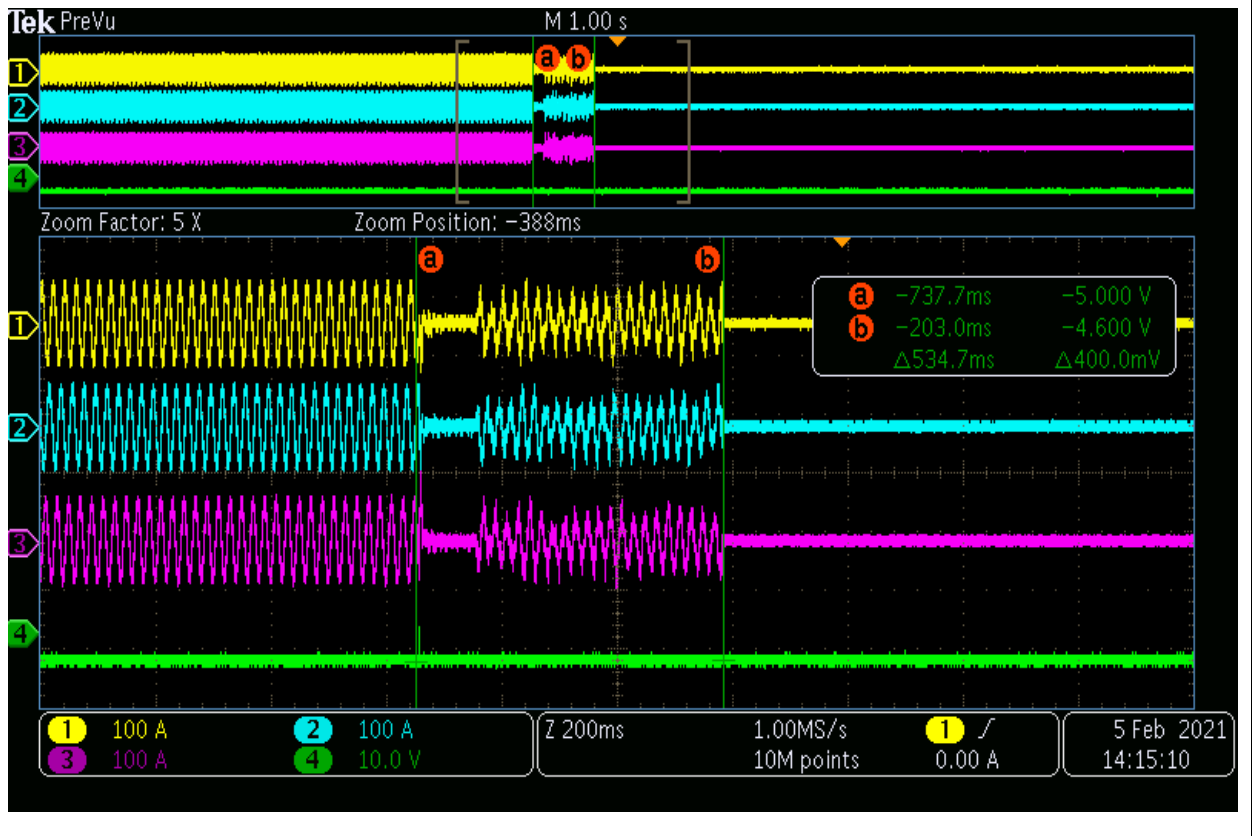 Tek PreVu M 1.00 s
a b
1
2
3
4
Zoom Factor: 5 X Zoom Position: −388ms
a b
a −737.7ms −5.000 V
b −203.0ms −4.600 V
△534.7ms △400.0mV
1
2
3
4
1 100 A 2 100 A Z 200ms 1.00MS/s 1 5 Feb 2021
3 100 A 4 10.0 V 10M points 0.00 A 14:15:10